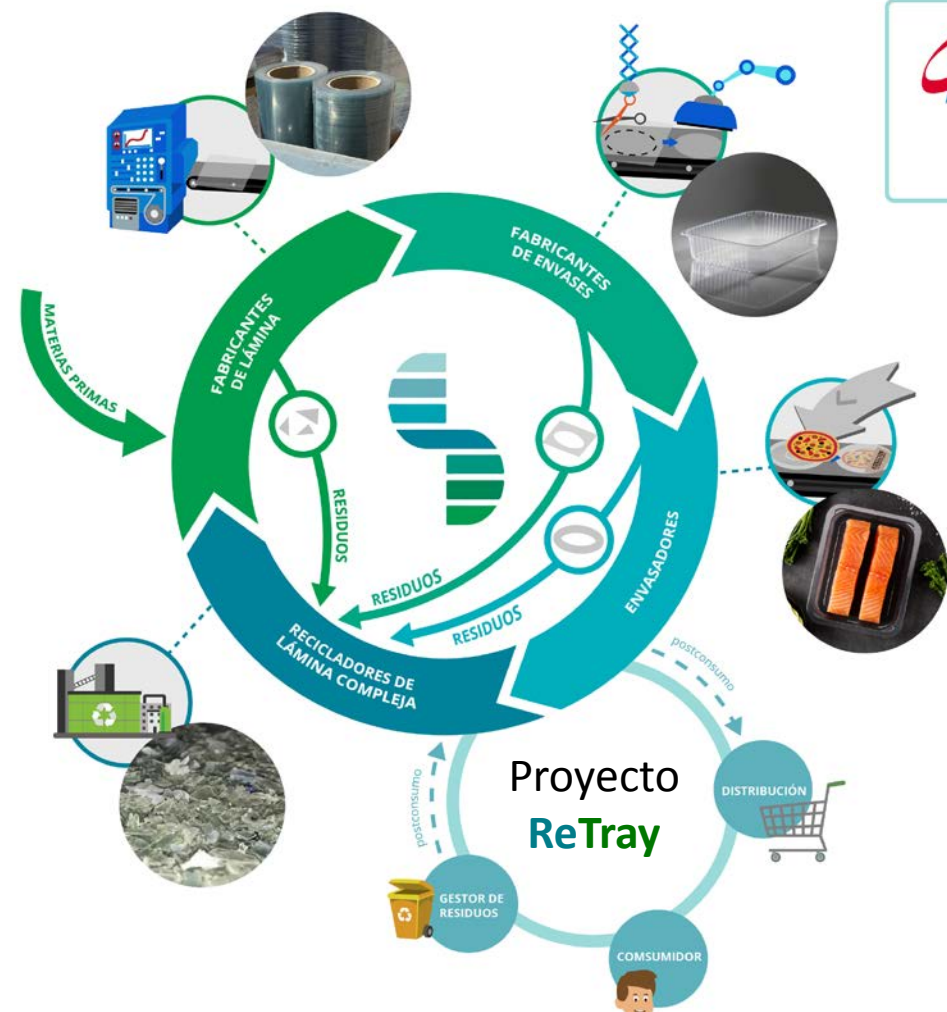 MATERIAS PRIMAS
FABRICANTES
DE LÁMINA
FABRICANTES
DE ENVASES
ENVASADORES
RECICLADORES DE
LÁMINA COMPLEJA
RESIDUOS
RESIDUOS
RESIDUOS
postconsumo
postconsumo
Proyecto
ReTray
DISTRIBUCIÓN
GESTOR DE
RESIDUOS
COMSUMIDOR